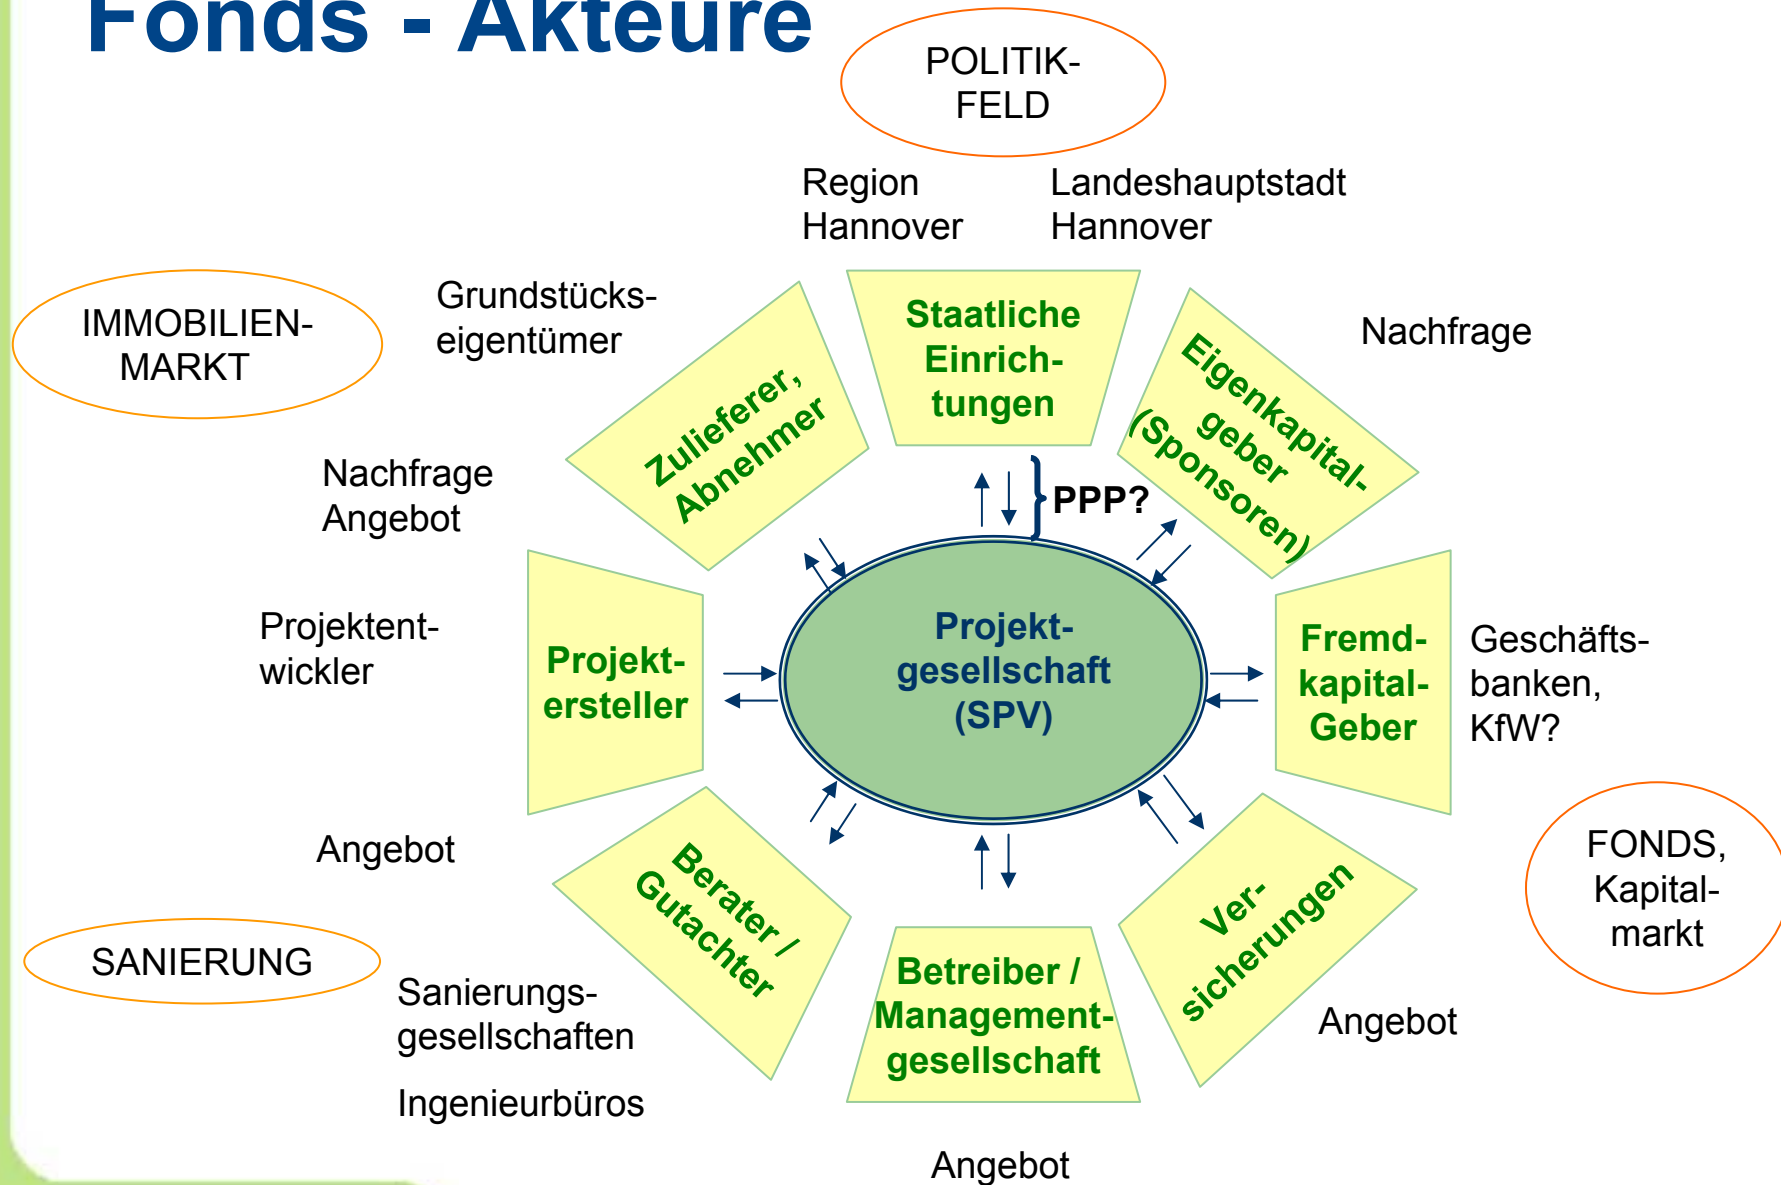 Fonds - Akteure
POLITIK-
FELD
Region
Hannover
Landeshauptstadt
Hannover
IMMOBILIEN-
MARKT
Grundstücks-
eigentümer
Staatliche
Einrich-
tungen
Nachfrage
Zulieferer,
Abnehmer
Eigenkapital-
geber
(Sponsoren)
Nachfrage
Angebot
PPP?
Projektent-
wickler
Projekt-
ersteller
Projekt-
gesellschaft
(SPV)
Fremd-
kapital-
Geber
Geschäfts-
banken,
KfW?
Angebot
Berater /
Gutachter
Ver-
sicherungen
FONDS,
Kapital-
markt
SANIERUNG
Sanierungs-
gesellschaften
Ingenieurbüros
Betreiber /
Management-
gesellschaft
Angebot
Angebot